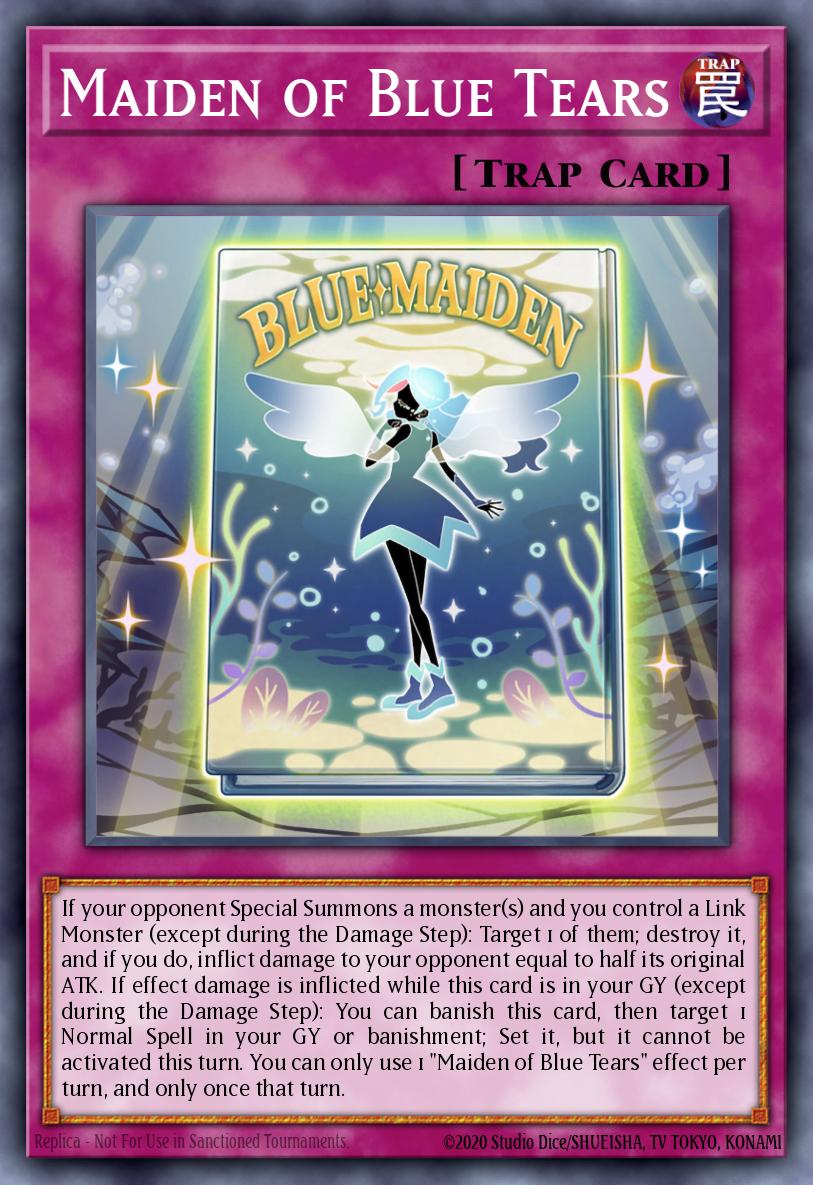 Maiden of Blue Tears
TRAP
罠
[Trap Card]
BLUE MAIDEN
If your opponent Special Summons a monster(s) and you control a Link
Monster (except during the Damage Step): Target 1 of them; destroy it,
and if you do, inflict damage to your opponent equal to half its original
ATK. If effect damage is inflicted while this card is in your GY (except
during the Damage Step): You can banish this card, then target 1
Normal Spell in your GY or banishment; Set it, but it cannot be
activated this turn. You can only use 1 "Maiden of Blue Tears" effect per
turn, and only once that turn.
Replica - Not For Use in Sanctioned Tournaments.
©2020 Studio Dice/SHUEISHA, TV TOKYO, KONAMI